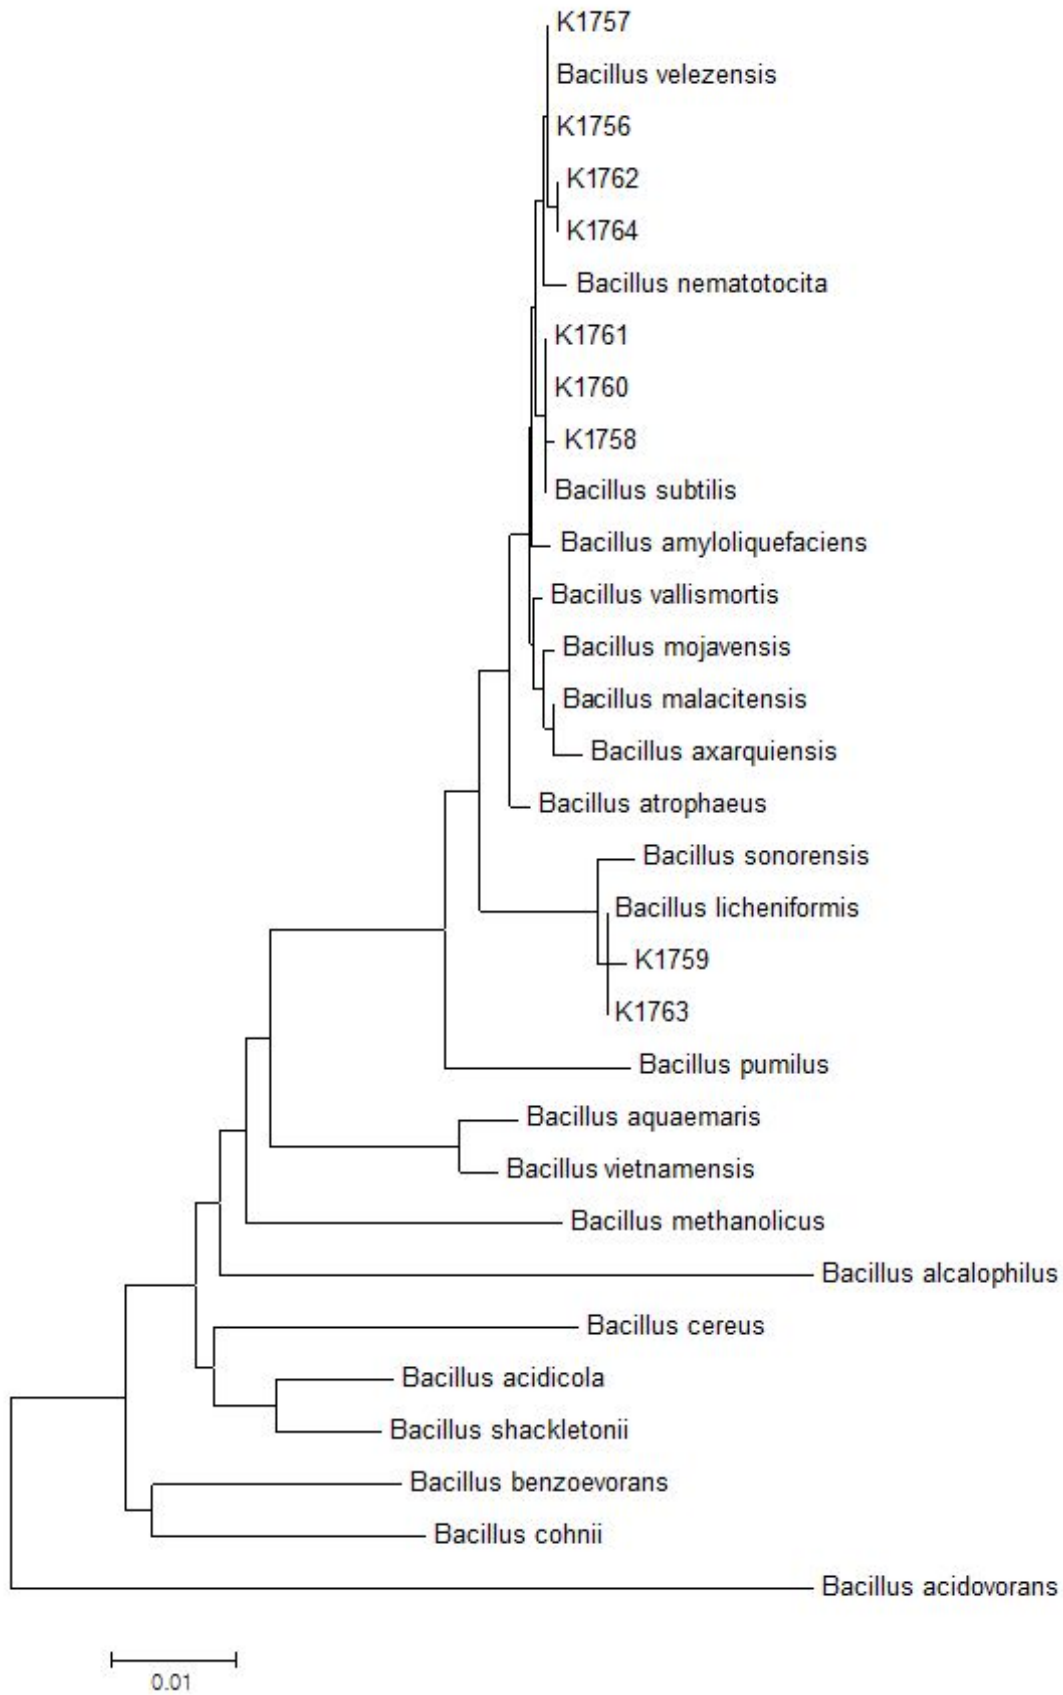 K1757
Bacillus velezensis
K1756
K1762
K1764
Bacillus nematotocita
K1761
K1760
K1758
Bacillus subtilis
Bacillus amyloliquefaciens
Bacillus vallismortis
Bacillus mojavensis
Bacillus malacitensis
Bacillus axarquiensis
Bacillus atrophaeus
Bacillus sonorensis
Bacillus licheniformis
K1759
K1763
Bacillus pumilus
Bacillus aquaemaris
Bacillus vietnamensis
Bacillus methanolicus
Bacillus alcalophilus
Bacillus cereus
Bacillus acidicola
Bacillus shackletonii
Bacillus benzoevorans
Bacillus cohnii
Bacillus acidovorans
0.01